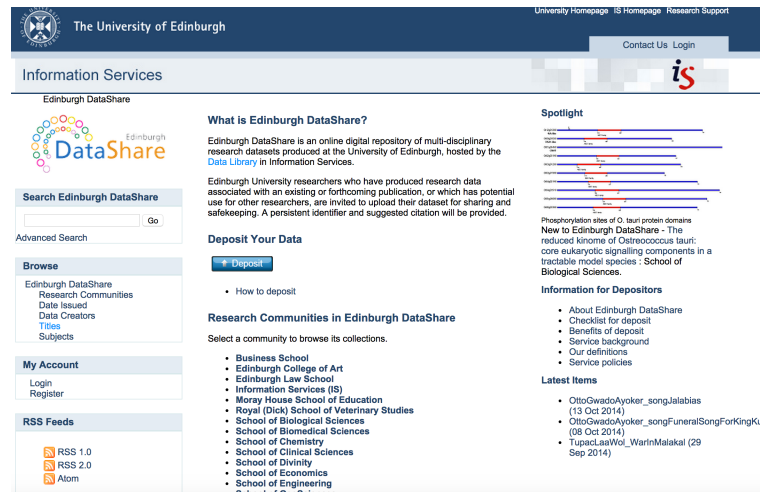 University Homepage IS Homepage Research Support
The University of Edinburgh
Contact Us Login
Information Services
is
Edinburgh DataShare
Edinburgh
DataShare
Search Edinburgh DataShare
Go
Advanced Search
Browse
Edinburgh DataShare
Research Communities
Date Issued
Data Creators
Titles
Subjects
My Account
Login
Register
RSS Feeds
RSS 1.0
RSS 2.0
Atom
What is Edinburgh DataShare?
Edinburgh DataShare is an online digital repository of multi-disciplinary
research datasets produced at the University of Edinburgh, hosted by the
Data Library in Information Services.
Edinburgh University researchers who have produced research data
associated with an existing or forthcoming publication, or which has potential
use for other researchers, are invited to upload their dataset for sharing and
safekeeping. A persistent identifier and suggested citation will be provided.
Deposit Your Data
Deposit
• How to deposit
Research Communities in Edinburgh DataShare
Select a community to browse its collections.
• Business School
• Edinburgh College of Art
• Edinburgh Law School
• Information Services (IS)
• Moray House School of Education
• Royal (Dick) School of Veterinary Studies
• School of Biological Sciences
• School of Biomedical Sciences
• School of Chemistry
• School of Clinical Sciences
• School of Divinity
• School of Economics
• School of Engineering
Spotlight
Phosphorylation sites of O. tauri protein domains
New to Edinburgh DataShare - The
reduced kinome of Ostreococcus tauri:
core eukaryotic signalling components in a
tractable model species : School of
Biological Sciences.
Information for Depositors
• About Edinburgh DataShare
• Checklist for deposit
• Benefits of deposit
• Service background
• Our definitions
• Service policies
Latest Items
• OttoGwadoAyoker_songJalabias
(13 Oct 2014)
• OttoGwadoAyoker_songFuneralSongForKingKu
(08 Oct 2014)
• TupacLaaWol_WarInMalakal (29
Sep 2014)